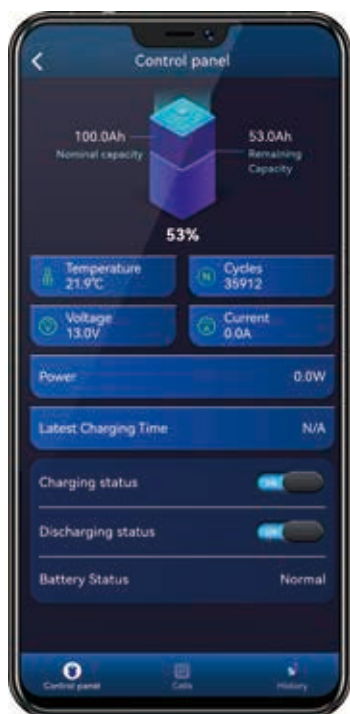 Control panel
100.0Ah
Nominal capacity
53.0Ah
Remaining
Capacity
53%
Temperature
21.9℃
Cycles
35912
Voltage
13.0V
Current
0.0A
Power
0.0W
Latest Charging Time
N/A
Charging status
Discharging status
Battery Status
Normal
Control panel
Cells
History